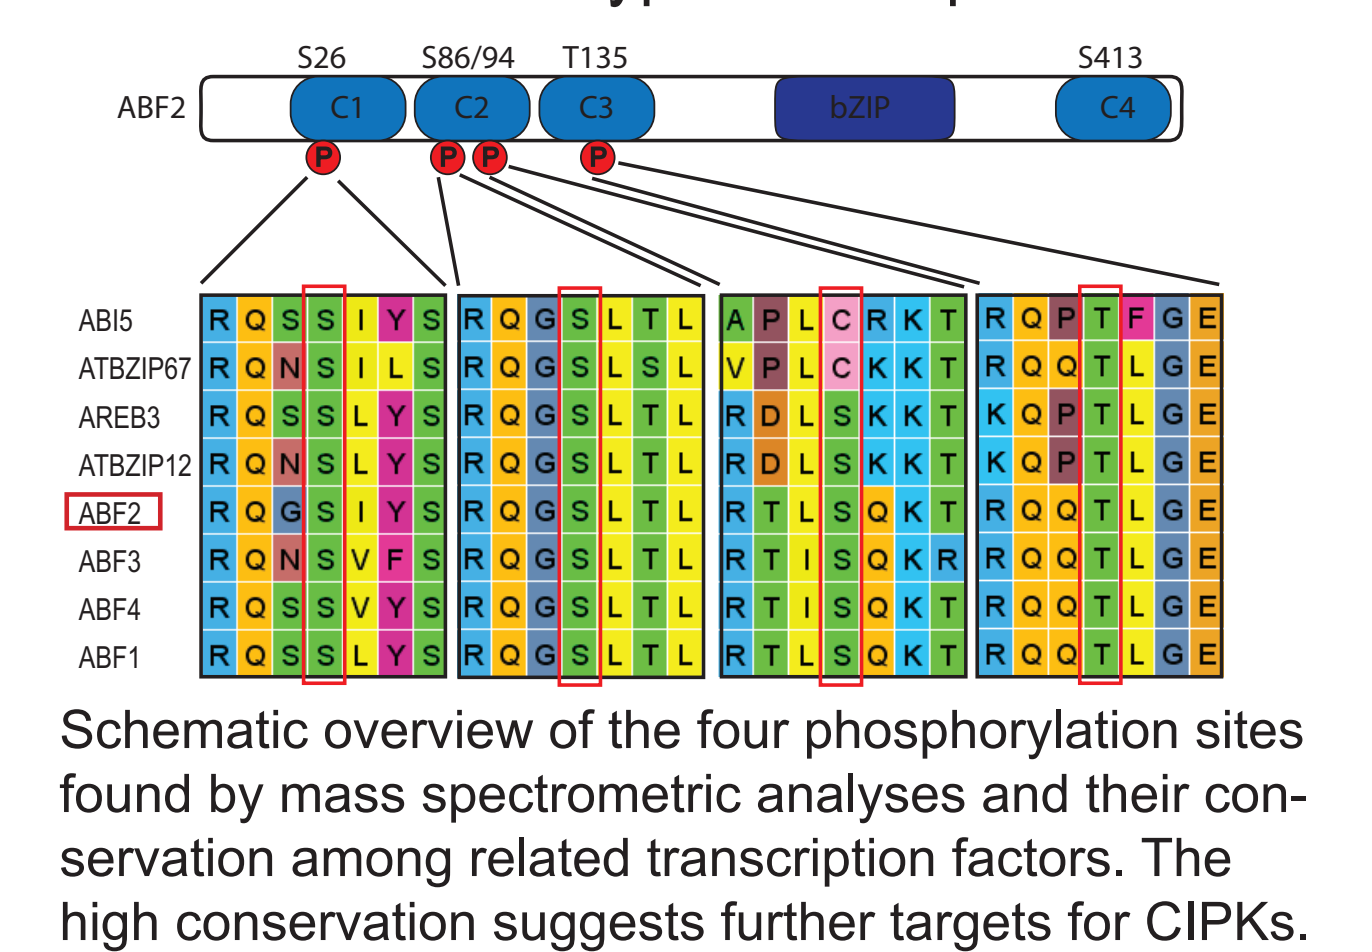 S26 S86/94 T135 S413
ABF2 C1 C2 C3 bZIP C4
P P P P
ABI5 R Q S S I Y S R Q G S L T L A P L C R K T R Q P T F G E
ATBZIP67 R Q N S I L S R Q G S L S L V P L C K K T R Q Q T L G E
AREB3 R Q S S L Y S R Q G S L T L R D L S K K T K Q P T L G E
ATBZIP12 R Q N S L Y S R Q G S L T L R D L S K K T K Q P T L G E
ABF2 R Q G S I Y S R Q G S L T L R T L S Q K T R Q Q T L G E
ABF3 R Q N S V F S R Q G S L T L R T I S Q K R R Q Q T L G E
ABF4 R Q S S V Y S R Q G S L T L R T I S Q K T R Q Q T L G E
ABF1 R Q S S L Y S R Q G S L T L R T L S Q K T R Q Q T L G E
Schematic overview of the four phosphorylation sites
found by mass spectrometric analyses and their con-
servation among related transcription factors. The
high conservation suggests further targets for CIPKs.